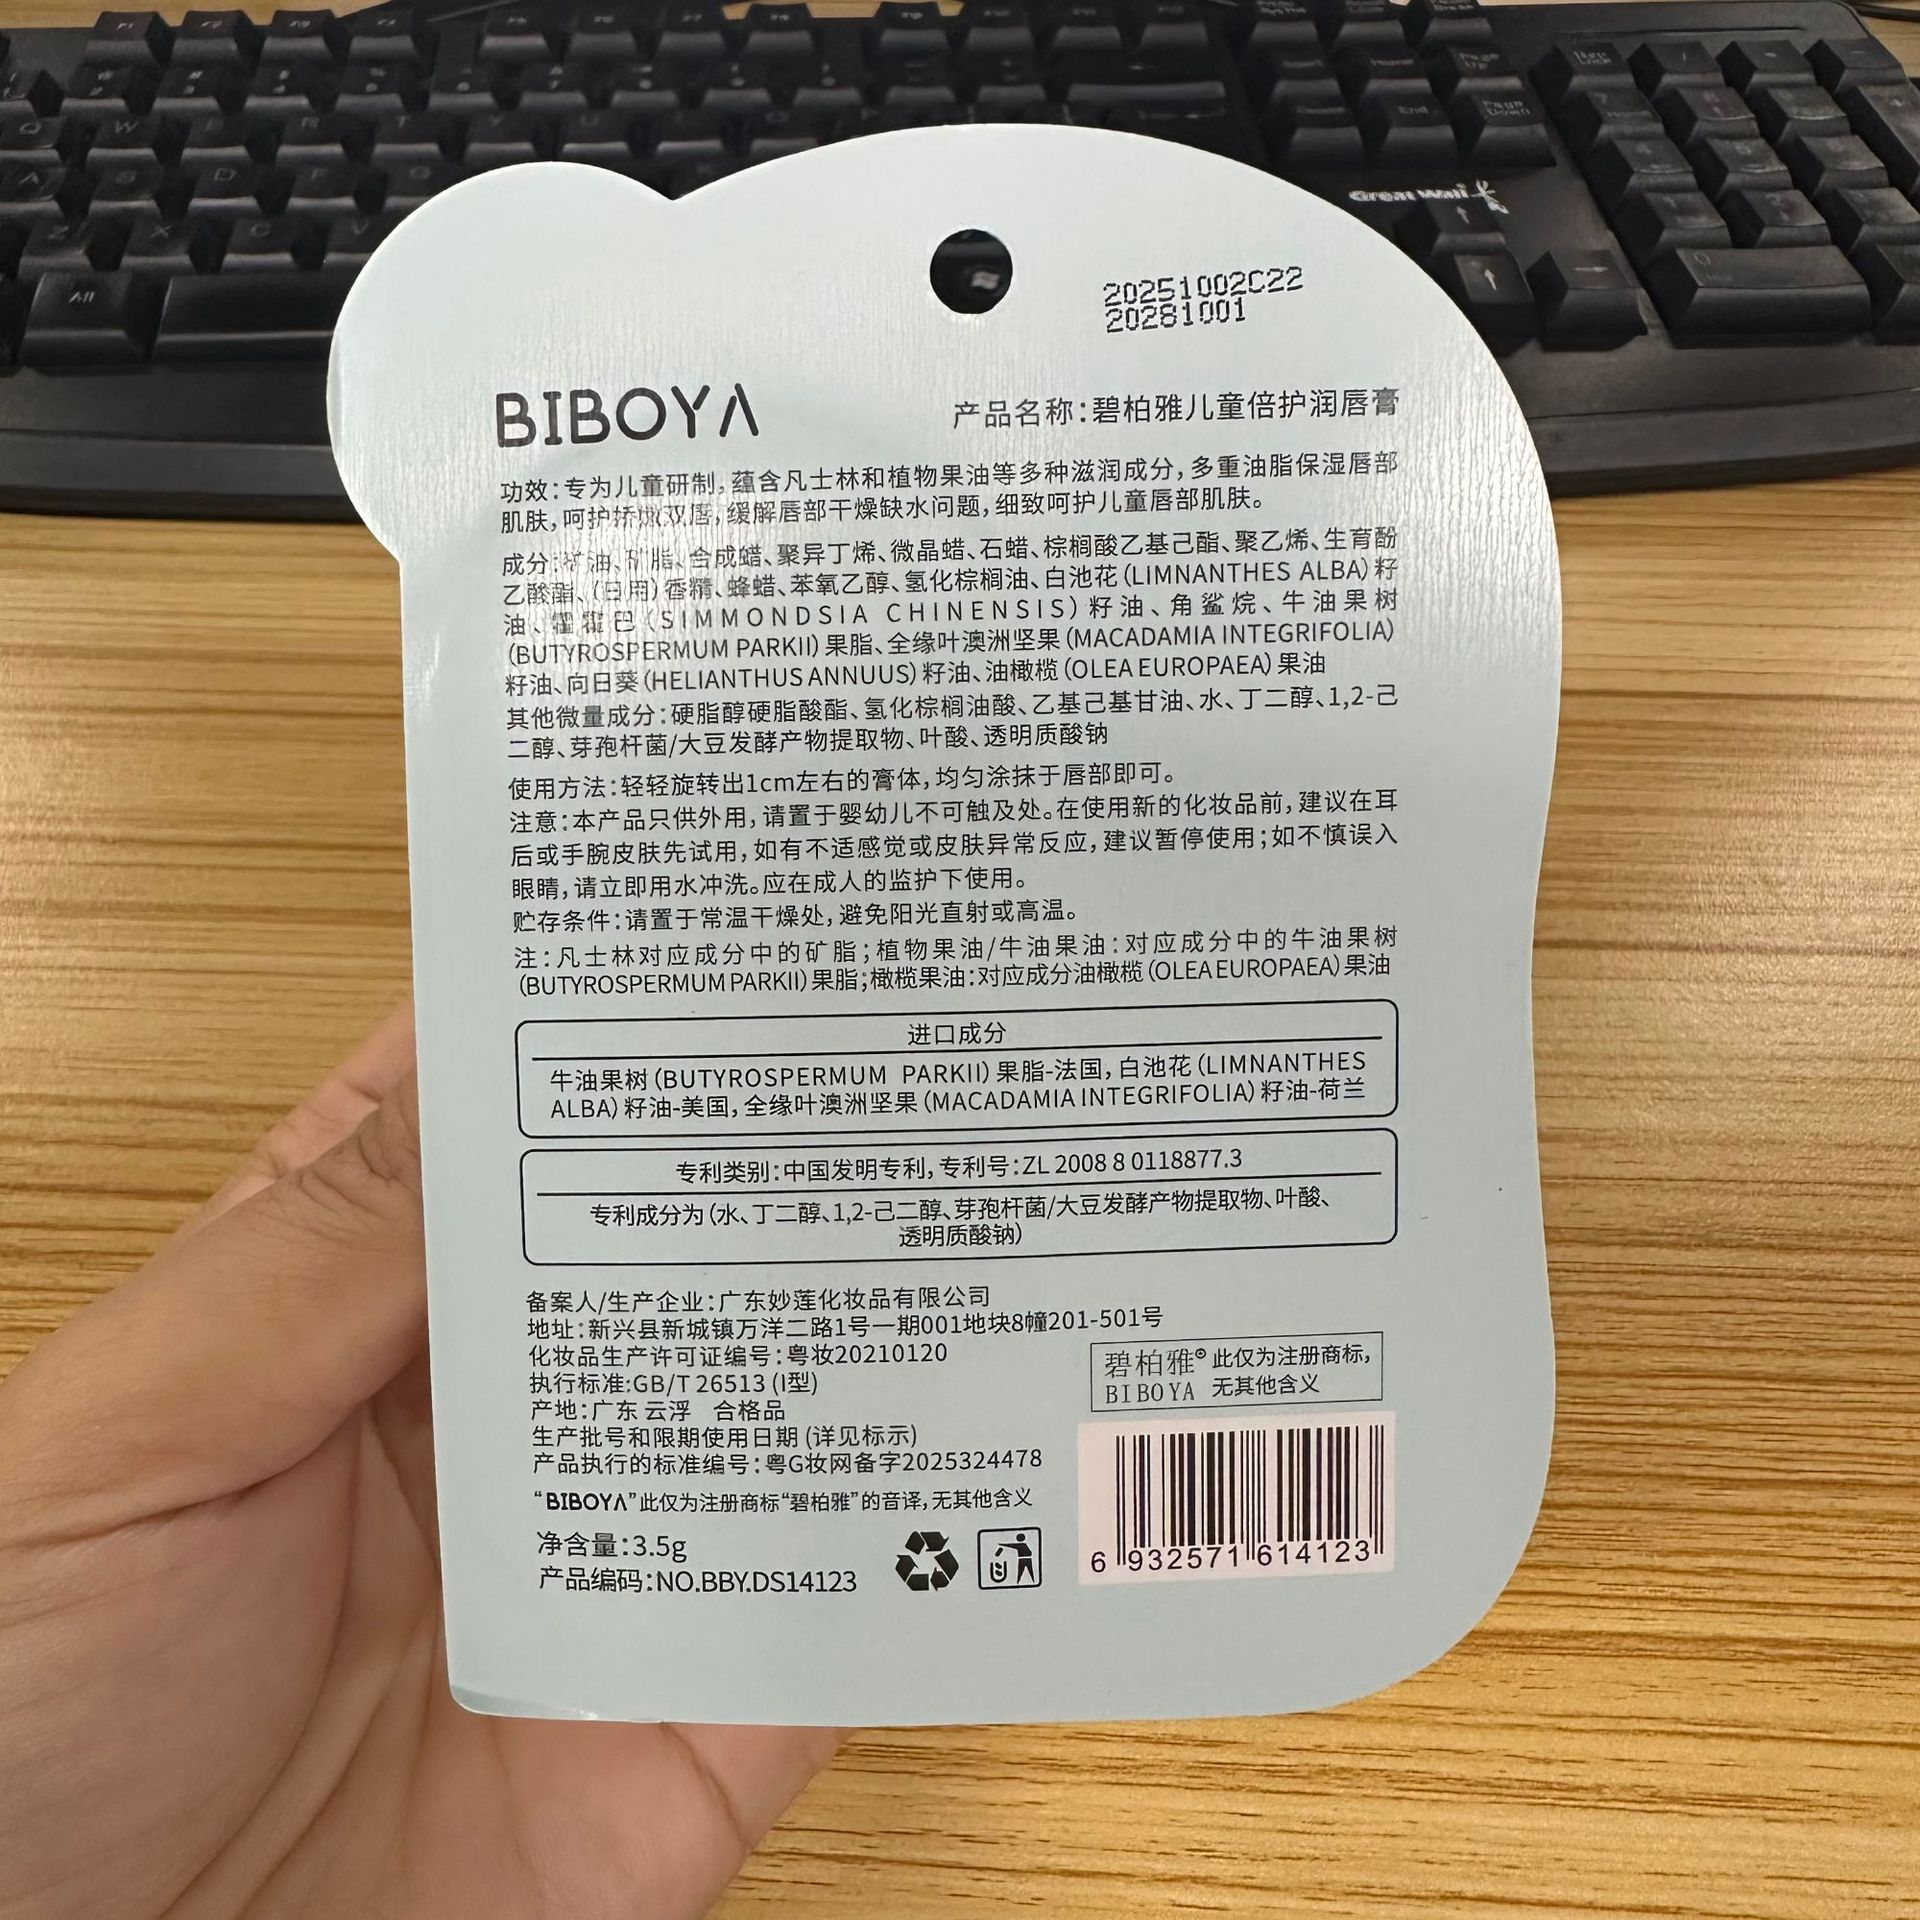 20251002C22
20281001
BIBOYA
产品名称:碧柏雅儿童倍护润唇膏
功效:专为儿童研制,蕴含凡士林和植物果油等多种滋润成分,多重油脂保湿唇部
肌肤,呵护娇嫩双唇,缓解唇部干燥缺水问题,细致呵护儿童唇部肌肤。
成分:矿油、矿脂、合成蜡、聚异丁烯、微晶蜡、石蜡、棕榈酸乙基己酯、聚乙烯、生育酚
乙酸酯、(日用)香精、蜂蜡、苯氧乙醇、氢化棕榈油、白池花(LIMNANTHES ALBA)籽
油、霍霍巴(SIMMONDSIA CHINENSIS)籽油、角鲨烷、牛油果树
(BUTYROSPERMUM PARKII)果脂、全缘叶澳洲坚果(MACADAMIA INTEGRIFOLIA)
籽油、向日葵(HELIANTHUS ANNUUS)籽油、油橄榄(OLEA EUROPAEA)果油
其他微量成分:硬脂醇硬脂酸酯、氢化棕榈油酸、乙基己基甘油、水、丁二醇、1,2-己
二醇、芽孢杆菌/大豆发酵产物提取物、叶酸、透明质酸钠
使用方法:轻轻旋转出1cm左右的膏体,均匀涂抹于唇部即可。
注意:本产品只供外用,请置于婴幼儿不可触及处。在使用新的化妆品前,建议在耳
后或手腕皮肤先试用,如有不适感觉或皮肤异常反应,建议暂停使用;如不慎误入
眼睛,请立即用水冲洗。应在成人的监护下使用。
贮存条件:请置于常温干燥处,避免阳光直射或高温。
注:凡士林对应成分中的矿脂;植物果油/牛油果油:对应成分中的牛油果树
(BUTYROSPERMUM PARKII)果脂;橄榄果油:对应成分油橄榄(OLEA EUROPAEA)果油
进口成分
牛油果树(BUTYROSPERMUM PARKII)果脂-法国,白池花(LIMNANTHES
ALBA)籽油-美国,全缘叶澳洲坚果(MACADAMIA INTEGRIFOLIA)籽油-荷兰
专利类别:中国发明专利,专利号:ZL 2008 8 0118877.3
专利成分为(水、丁二醇、1,2-己二醇、芽孢杆菌/大豆发酵产物提取物、叶酸、
透明质酸钠)
备案人/生产企业:广东妙莲化妆品有限公司
地址:新兴县新城镇万洋二路1号一期001地块8幢201-501号
化妆品生产许可证编号:粤妆20210120
执行标准:GB/T 26513 (I型)
产地:广东 云浮 合格品
生产批号和限期使用日期(详见标示)
产品执行的标准编号:粤G妆网备字2025324478
“BIBOYA”此仅为注册商标“碧柏雅”的音译,无其他含义
净含量:3.5g
产品编码:NO.BBY.DS14123
碧柏雅® 此仅为注册商标,
BIBOYA 无其他含义
6 932571 614123
Great Wall